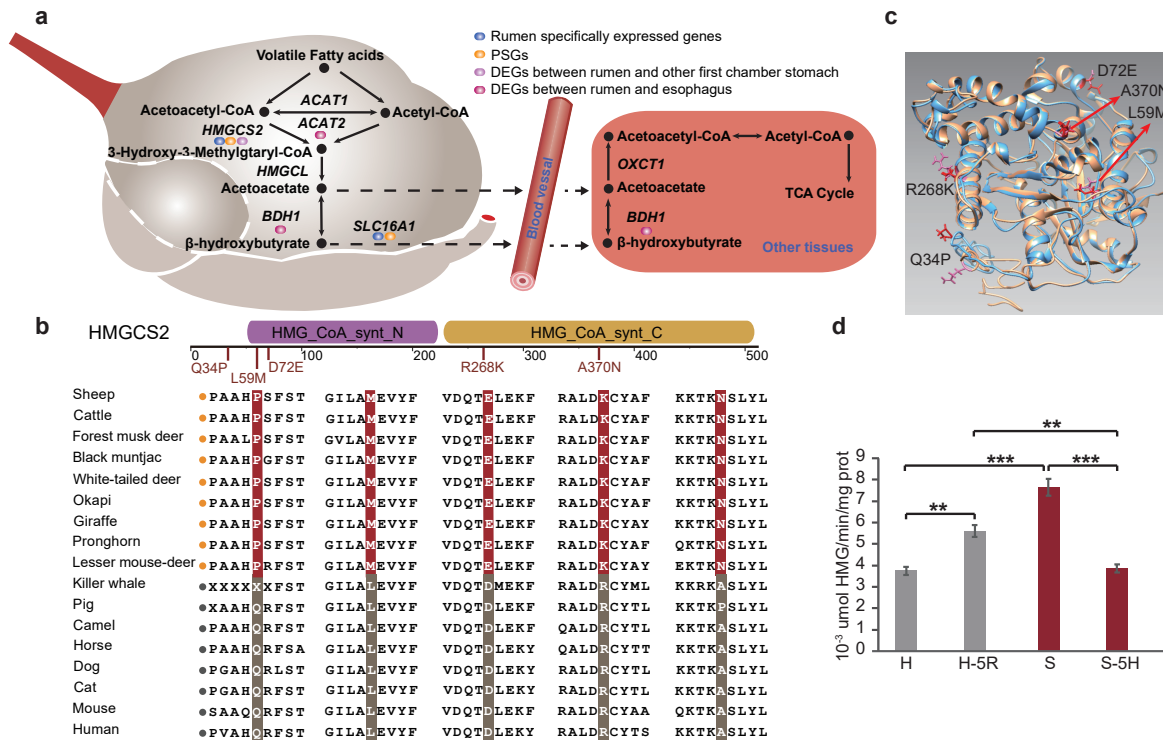 a
Volatile Fatty acids
Acetoacetyl-CoA
ACAT1
Acetyl-CoA
ACAT2
HMGCS2
3-Hydroxy-3-Methylgtaryl-CoA
HMGCL
Acetoacetate
BDH1
SLC16A1
β-hydroxybutyrate
Rumen specifically expressed genes
PSGs
DEGs between rumen and other first chamber stomach
DEGs between rumen and esophagus
Blood vessal
Acetoacetyl-CoA
Acetyl-CoA
OXCT1
Acetoacetate
TCA Cycle
BDH1
β-hydroxybutyrate
Other tissues
b
HMGCS2
HMG_CoA_synt_N
HMG_CoA_synt_C
0 100 200 300 400 500
Q34P L59M D72E R268K A370N
Sheep PAAHPSFST GILAMEVYF VDQTELEKF RALDKCYAF KKTKNSLYL
Cattle PAAHPSFST GILAMEVYF VDQTELEKF RALDKCYAF KKTKNSLYL
Forest musk deer PAALPSFST GVLAMEVYF VDQTELEKF RALDKCYAF KKTKNSLYL
Black muntjac PAAHPGFST GILAMEVYF VDQTELEKF RALDKCYAF KKTKNSLYL
White-tailed deer PAAHPSFST GILAMEVYF VDQTELEKF RALDKCYAF KKTKNSLYL
Okapi PAAHPSFST GILAMEVYF VDQTELEKF RALDKCYAF KKTKNSLYL
Giraffe PAAHPSFST GILAMEVYF VDQTELEKF RALDKCYAY KKTKNSLYL
Pronghorn PAAHPSFST GILAMEVYF VDQTELEKF RALDKCYAF QKTKNSLYL
Lesser mouse-deer PAAHPRFST GILAMEVYF VDQTELEKF RALDKCYAY EKTKNSLYL
Killer whale XXXXXXFST GILALEVYF VDQTDMEKF RALDRCYML KKRKASLYL
Pig XAAHQRFST GILALEVYF VDQTDLEKF RALDRCYTL KKTKPSLYL
Camel PAAHQRFST GILALEVYF VDQTDLEKF QALDRCYTL KKTKASLYL
Horse PAAHQRFSA GILALEVYF VDQTDLEKY QALDRCYTT KKTKASLYL
Dog PGAHQRLST GILALEVYF VDQTDLEKY RALDRCYTL KKTKASLYL
Cat PGAHQRFST GILALEVYF VDQTDLEKY RALDRCYTL KKTKASLYL
Mouse SAAQQRFST GILALEVYF VDQTDLEKY RALDRCYAA QKTKASLYL
Human PVAHQRFST GILALEVYF VDQTDLEKY RALDRCYTS KKTKASLYL
c
D72E
A370N
L59M
R268K
Q34P
d
** 
*** ***
**
10⁻³ umol HMG/min/mg prot
9
8
7
6
5
4
3
2
1
0
H H-5R S S-5H